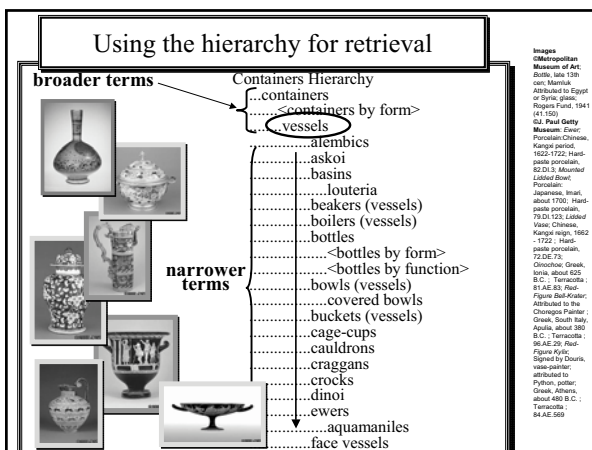 Using the hierarchy for retrieval
broader terms
Containers Hierarchy
...containers
......<containers by form>
.......vessels
..............alembics
..............askoi
..............basins
..................louteria
..............beakers (vessels)
..............boilers (vessels)
..............bottles
..................<bottles by form>
..................<bottles by function>
..............bowls (vessels)
..................covered bowls
..............buckets (vessels)
..............cage-cups
..............cauldrons
..............craggans
..............crocks
..............dinoi
..............ewers
..................aquamaniles
..............face vessels
narrower
terms
Images
©Metropolitan
Museum of Art;
Bottle, late 13th
cen; Mamluk
Attributed to Egypt
or Syria; glass;
Rogers Fund, 1941
(41.150)
©J. Paul Getty
Museum: Ewer;
Porcelain:Chinese,
Kangxi period,
1622-1722; Hard-
paste porcelain,
82.DI.3; Mounted
Lidded Bowl;
Porcelain:
Japanese, Imari,
about 1700; Hard-
paste porcelain,
79.DI.123; Lidded
Vase; Chinese,
Kangxi reign, 1662
- 1722 ; Hard-
paste porcelain,
72.DE.73;
Oinochoe; Greek,
Ionia, about 625
B.C. ; Terracotta ;
81.AE.83; Red-
Figure Bell-Krater;
Attributed to the
Choregos Painter ;
Greek, South Italy,
Apulia, about 380
B.C. ; Terracotta ;
96.AE.29; Red-
Figure Kylix;
Signed by Douris,
vase-painter;
attributed to
Python, potter;
Greek, Athens,
about 480 B.C. ;
Terracotta ;
84.AE.569